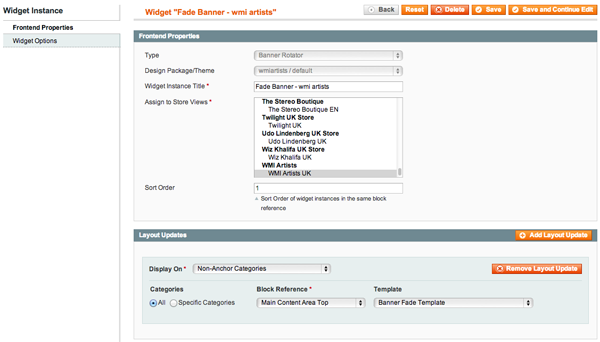 Widget Instance
Frontend Properties
Widget Options
Widget "Fade Banner - wmi artists"
Back
Reset
Delete
Save
Save and Continue Edit
Frontend Properties
Type
Banner Rotator
Design Package/Theme
wmiartists / default
Widget Instance Title *
Fade Banner - wmi artists
Assign to Store Views *
The Stereo Boutique
The Stereo Boutique EN
Twilight UK Store
Twilight UK
Udo Lindenberg UK Store
Udo Lindenberg UK
Wiz Khalifa UK Store
Wiz Khalifa UK
WMI Artists
WMI Artists UK
Sort Order
1
Sort Order of widget instances in the same block
reference
Layout Updates
Add Layout Update
Display On *
Non-Anchor Categories
Remove Layout Update
Categories
Block Reference *
Template
All
Specific Categories
Main Content Area Top
Banner Fade Template